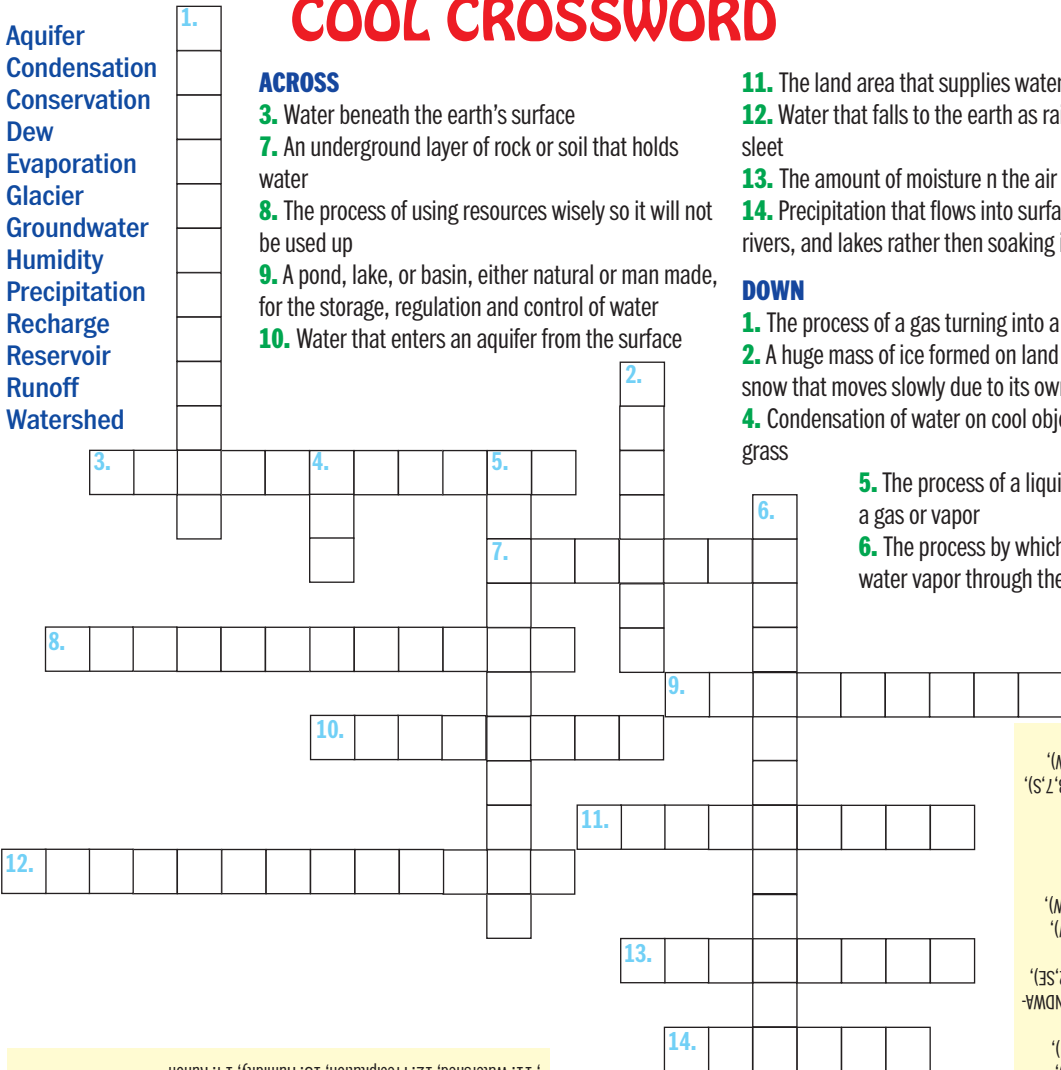 COOL CROSSWORD
Aquifer
Condensation
Conservation
Dew
Evaporation
Glacier
Groundwater
Humidity
Precipitation
Recharge
Reservoir
Runoff
Watershed
ACROSS
3. Water beneath the earth's surface
7. An underground layer of rock or soil that holds
water
8. The process of using resources wisely so it will not
be used up
9. A pond, lake, or basin, either natural or man made,
for the storage, regulation and control of water
10. Water that enters an aquifer from the surface
11. The land area that supplies water
12. Water that falls to the earth as
sleet
13. The amount of moisture n the air
14. Precipitation that flows into
rivers, and lakes rather then soaking
DOWN
1. The process of a gas turning into a
2. A huge mass of ice formed on land
snow that moves slowly due to its
4. Condensation of water on cool
grass
5. The process of a
a gas or vapor
6. The process by which
water vapor through the
1.
2.
3.
4.
5.
6.
7.
8.
9.
10.
11.
12.
13.
14.